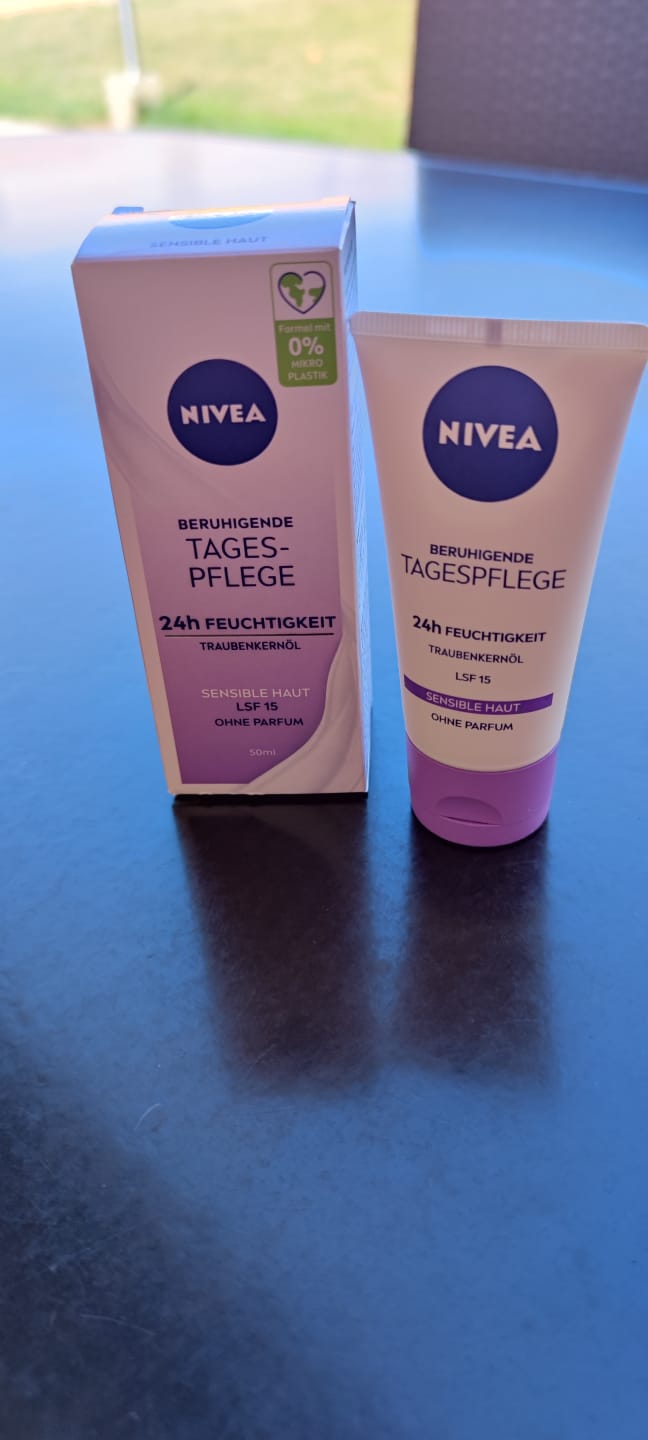 SENSIBLE HAUT
Formel mit
0%
MIKRO
PLASTIK
NIVEA
BERUHIGENDE
TAGES-
PFLEGE
24h FEUCHTIGKEIT
TRAUBENKERNÖL
SENSIBLE HAUT
LSF 15
OHNE PARFUM
50ml
NIVEA
BERUHIGENDE
TAGESPFLEGE
24h FEUCHTIGKEIT
TRAUBENKERNÖL
LSF 15
SENSIBLE HAUT
OHNE PARFUM